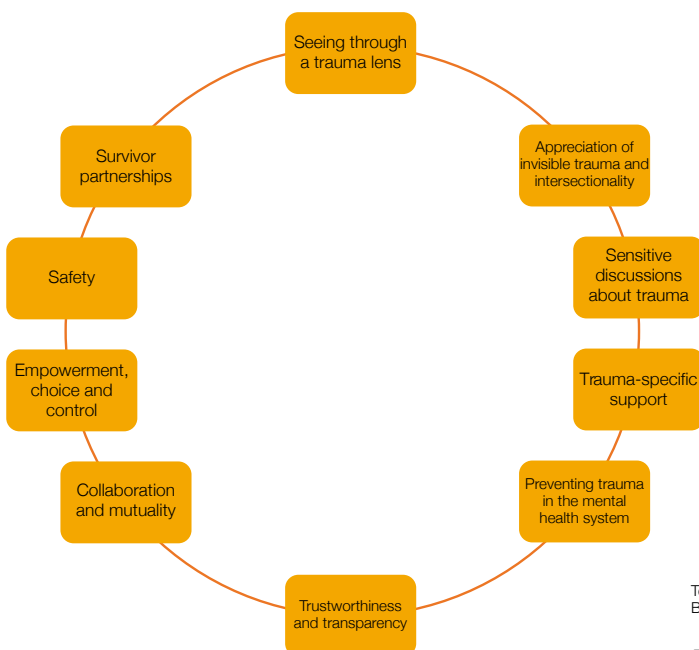 Seeing through
a trauma lens
Appreciation of
invisible trauma and
intersectionality
Sensitive
discussions
about trauma
Trauma-specific
support
Preventing trauma
in the mental
health system
Trustworthiness
and transparency
Collaboration
and mutuality
Empowerment,
choice and
control
Safety
Survivor
partnerships